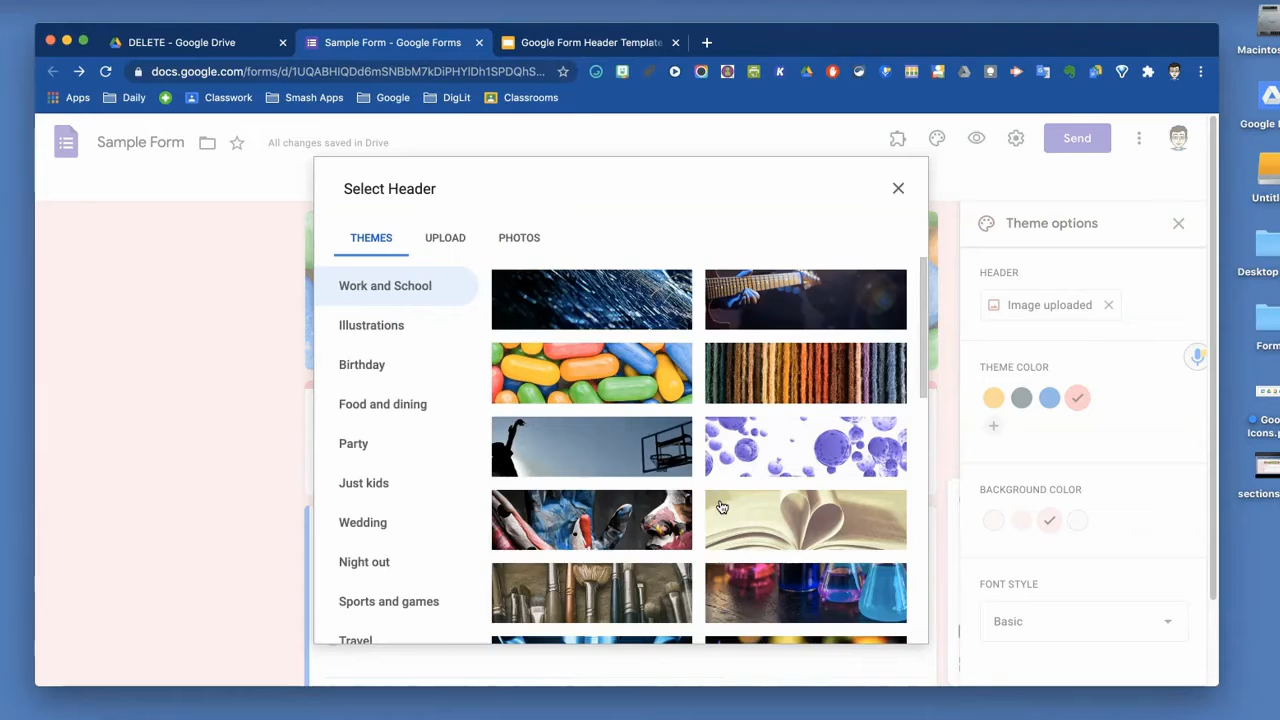 DELETE - Google Drive
Sample Form - Google Forms
Google Form Header Template
docs.google.com/forms/d/1UQABHIQDd6mSNBbM7kDiPHYlDh1SPDQhS...
Apps
Daily
Classwork
Smash Apps
Google
DigLit
Classrooms
Sample Form
All changes saved in Drive
Send
Select Header
THEMES
UPLOAD
PHOTOS
Work and School
Illustrations
Birthday
Food and dining
Party
Just kids
Wedding
Night out
Sports and games
Travel
Theme options
HEADER
Image uploaded
THEME COLOR
BACKGROUND COLOR
FONT STYLE
Basic
Macintos
Google
Untitl
Desktop
Form
Goo
Icons.p
sections